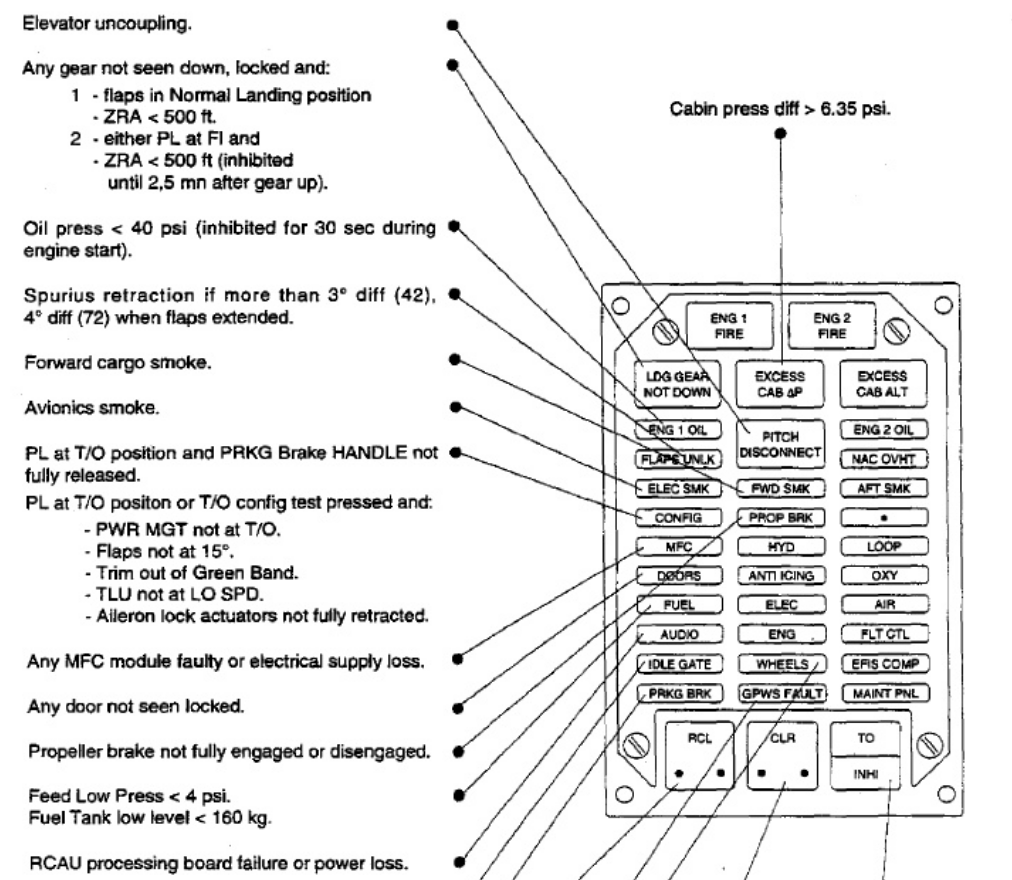 Elevator uncoupling.
Any gear not seen down, locked and:
1 - flaps in Normal Landing position
- ZRA < 500 ft.
2 - either PL at FI and
- ZRA < 500 ft (inhibited
until 2,5 mn after gear up).
Oil press < 40 psi (inhibited for 30 sec during
engine start).
Spurius retraction if more than 3° diff (42),
4° diff (72) when flaps extended.
Forward cargo smoke.
Avionics smoke.
PL at T/O position and PRKG Brake HANDLE not
fully released.
PL at T/O positon or T/O config test pressed and:
- PWR MGT not at T/O.
- Flaps not at 15°.
- Trim out of Green Band.
- TLU not at LO SPD.
- Aileron lock actuators not fully retracted.
Any MFC module faulty or electrical supply loss.
Any door not seen locked.
Propeller brake not fully engaged or disengaged.
Feed Low Press < 4 psi.
Fuel Tank low level < 160 kg.
RCAU processing board failure or power loss.
Cabin press diff > 6.35 psi.
ENG 1
FIRE
ENG 2
FIRE
LDG GEAR
NOT DOWN
EXCESS
CAB ΔP
EXCESS
CAB ALT
ENG 1 OIL
PITCH
DISCONNECT
ENG 2 OIL
FLAPS UNLK
NAC OVHT
ELEC SMK
FWD SMK
AFT SMK
CONFIG
PROP BRK
MFC
HYD
LOOP
DOORS
ANTI ICING
OXY
FUEL
ELEC
AIR
AUDIO
ENG
FLT CTL
IDLE GATE
WHEELS
EFIS COMP
PRKG BRK
GPWS FAULT
MAINT PNL
RCL
CLR
TO
INHI